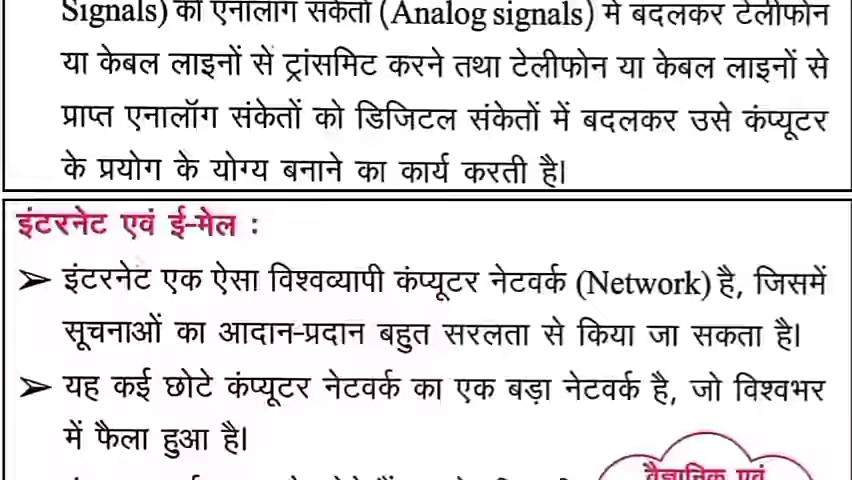 Signals) को एनालॉग संकेतों (Analog signals) में बदलकर टेलीफोन
या केबल लाइनों से ट्रांसमिट करने तथा टेलीफोन या केबल लाइनों से
प्राप्त एनालॉग संकेतों को डिजिटल संकेतों में बदलकर उसे कंप्यूटर
के प्रयोग के योग्य बनाने का कार्य करती है।
इंटरनेट एवं ई-मेल :
➢ इंटरनेट एक ऐसा विश्वव्यापी कंप्यूटर नेटवर्क (Network) है, जिसमें
सूचनाओं का आदान-प्रदान बहुत सरलता से किया जा सकता है।
➢ यह कई छोटे कंप्यूटर नेटवर्क का एक बड़ा नेटवर्क है, जो विश्वभर
में फैला हुआ है।
वैज्ञानिक एवं